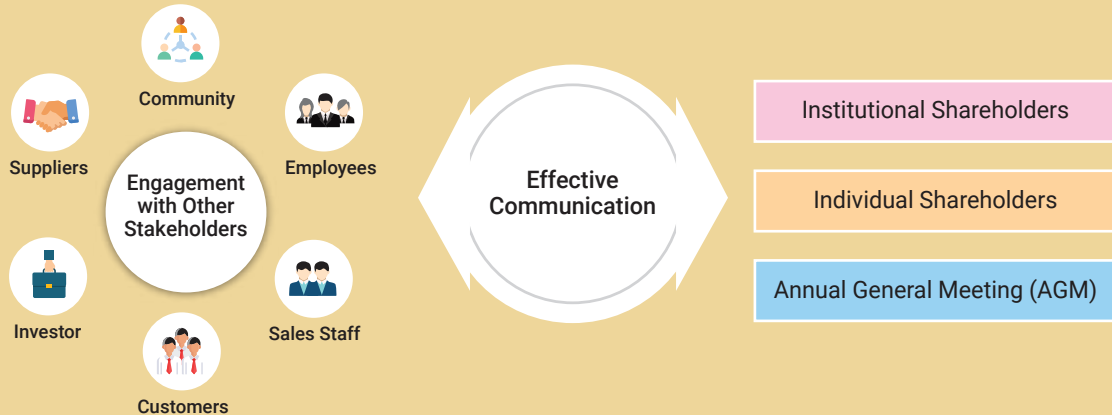 Community
Suppliers
Employees
Engagement
with Other
Stakeholders
Investor
Sales Staff
Customers
Effective
Communication
Institutional Shareholders
Individual Shareholders
Annual General Meeting (AGM)